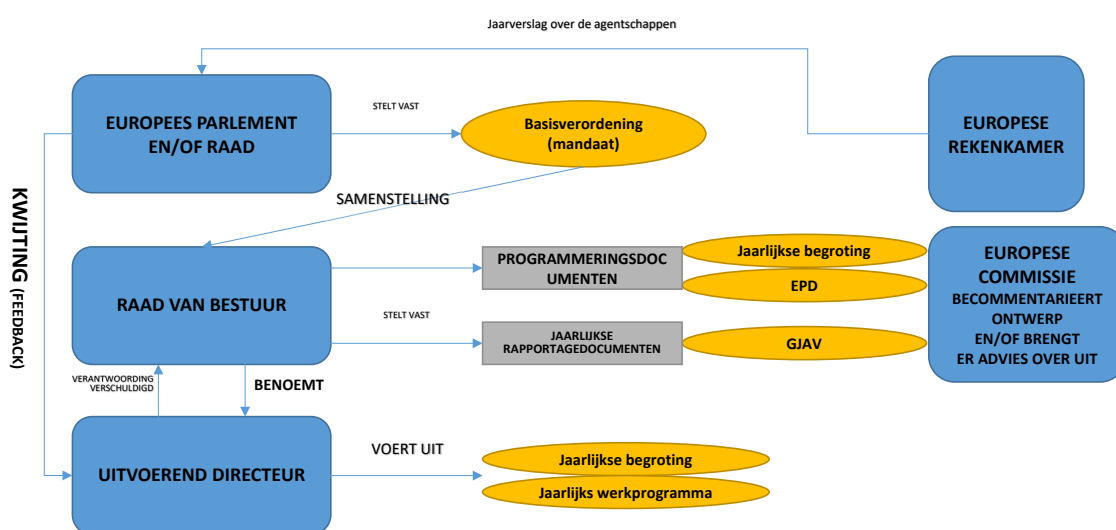 Jaarverslag over de agentschappen
EUROPEES PARLEMENT
EN/OF RAAD
STELT VAST
Basisverordening
(mandaat)
EUROPESE
REKENKAMER
KWIJTING (FEEDBACK)
SAMENSTELLING
RAAD VAN BESTUUR
PROGRAMMERINGSDOC
UMENTEN
Jaarlijkse begroting
EPD
STELT VAST
JAARLIJKSE
RAPPORTAGEDOCUMENTEN
GJAV
EUROPESE
COMMISSIE
BECOMMENTARIEERT
ONTWERP
EN/OF BRENGT
ER ADVIES OVER UIT
VERANTWOORDING
VERSCHULDIGD
BENOEMT
UITVOEREND DIRECTEUR
VOERT UIT
Jaarlijkse begroting
Jaarlijks werkprogramma